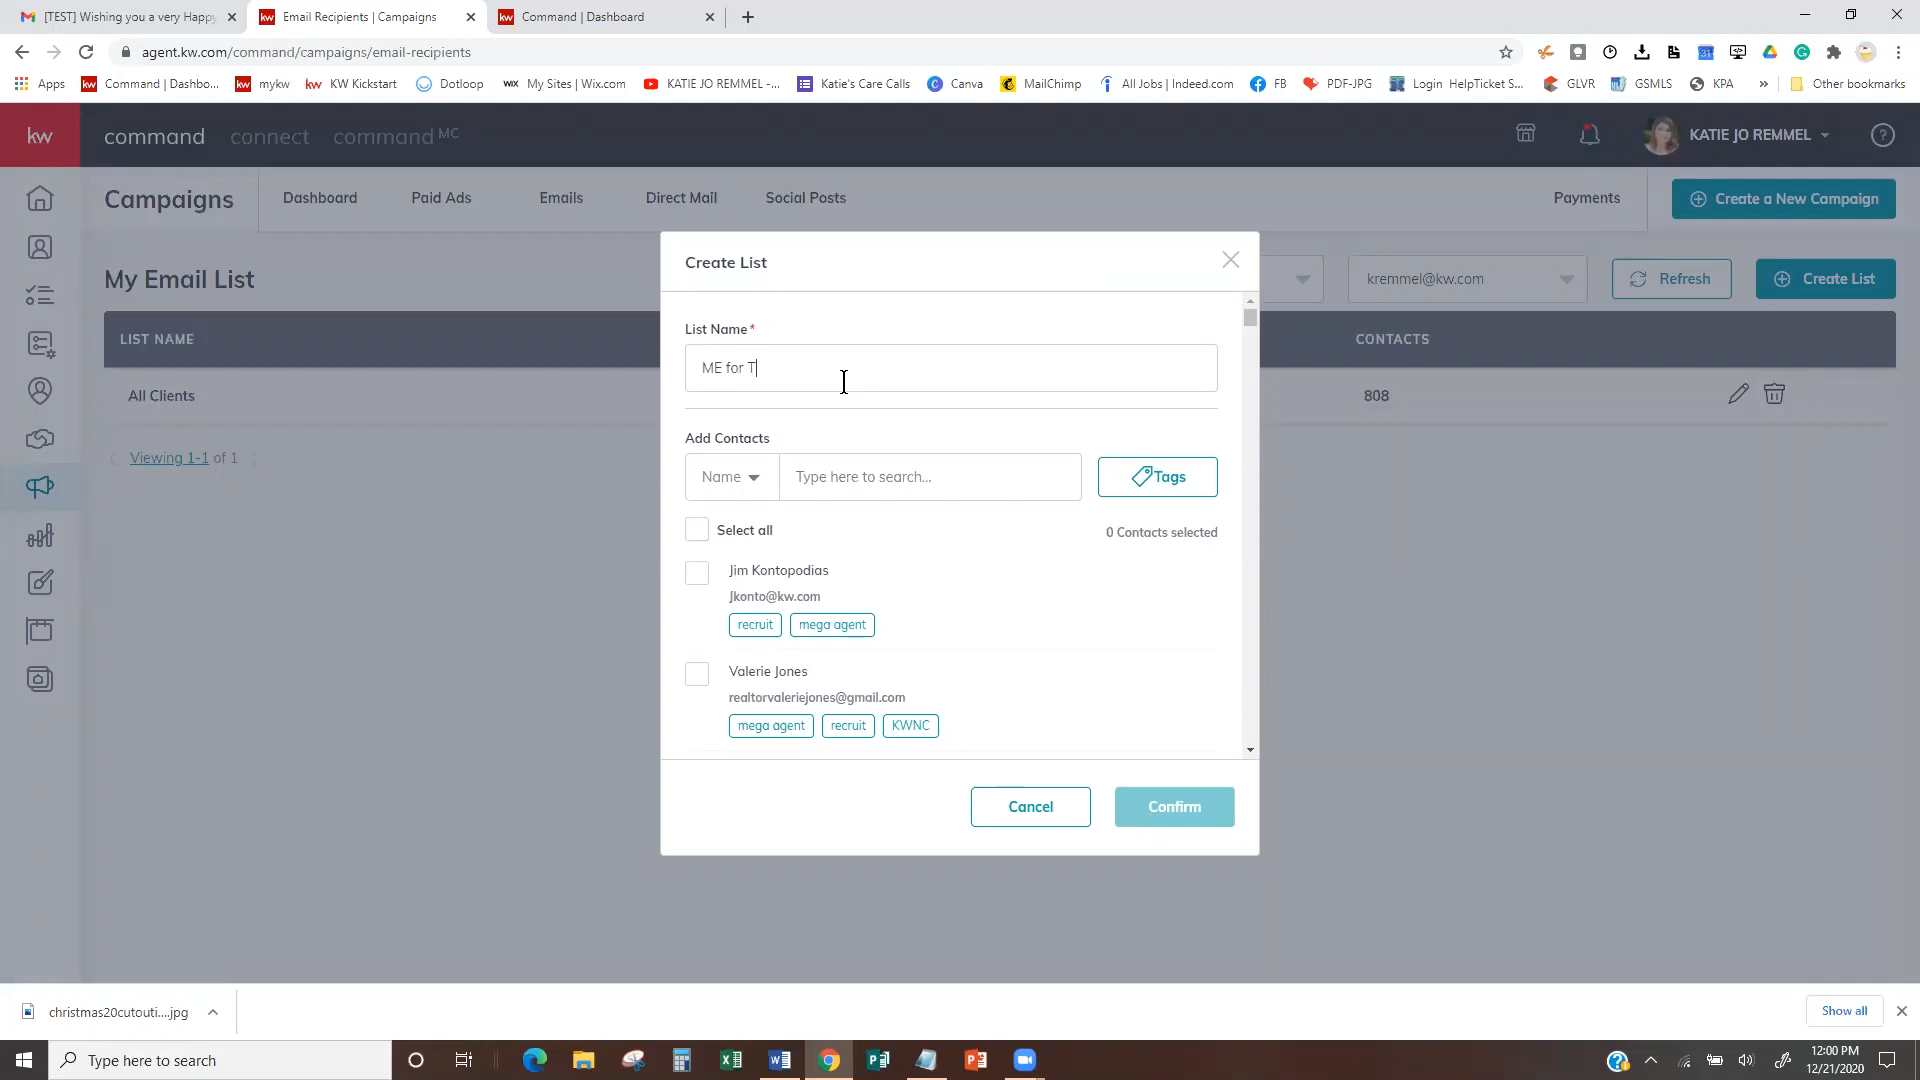 [TEST] Wishing you a very Happy
Email Recipients | Campaigns
Command | Dashboard
agent.kw.com/command/campaigns/email-recipients
Apps
Command | Dashbo...
mykw
KW Kickstart
Dotloop
My Sites | Wix.com
KATIE JO REMMEL -...
Katie's Care Calls
Canva
MailChimp
All Jobs | Indeed.com
FB
PDF-JPG
Login HelpTicket S...
GLVR
GSMLS
KPA
Other bookmarks
kw
command
connect
command MC
KATIE JO REMMEL
Campaigns
Dashboard
Paid Ads
Emails
Direct Mail
Social Posts
Payments
Create a New Campaign
My Email List
kremmel@kw.com
Refresh
Create List
LIST NAME
CONTACTS
All Clients
808
Viewing 1-1 of 1
Create List
List Name*
ME for T
Add Contacts
Name
Type here to search...
Tags
Select all
0 Contacts selected
Jim Kontopodias
Jkonto@kw.com
recruit
mega agent
Valerie Jones
realtorvaleriejones@gmail.com
mega agent
recruit
KWNC
Cancel
Confirm
christmas20cutouti....jpg
Show all
Type here to search
12:00 PM
12/21/2020